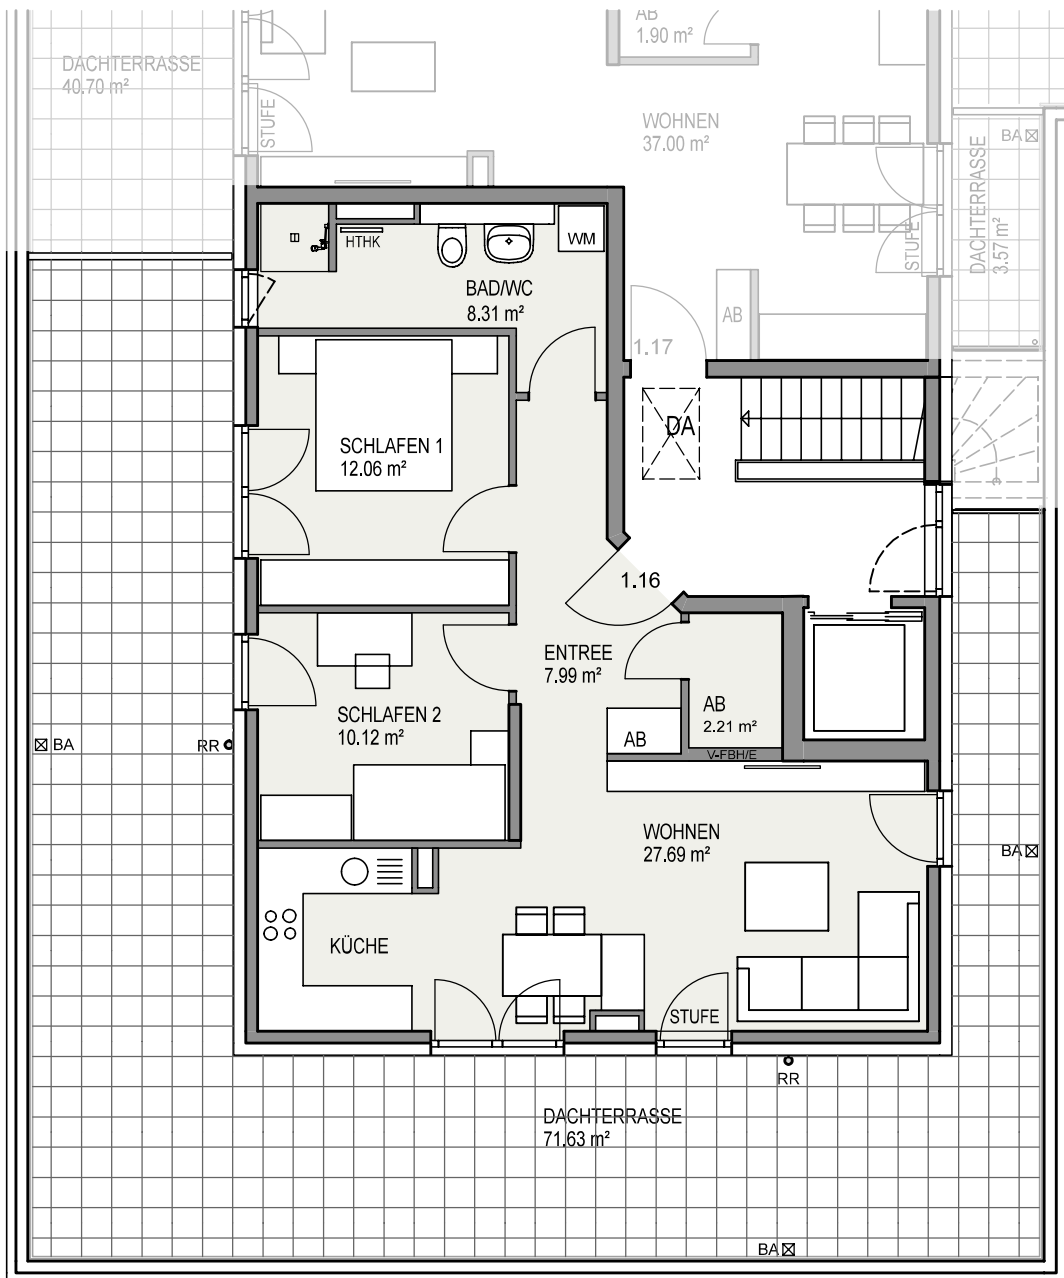 AB
1.90 m²
DACHTERRASSE
40.70 m²
STUFE
WOHNEN
37.00 m²
BA
DACHTERRASSE
3.57 m²
STUFE
HTHK
WM
BAD/WC
8.31 m²
AB
1.17
DA
SCHLAFEN 1
12.06 m²
1.16
ENTREE
7.99 m²
AB
2.21 m²
SCHLAFEN 2
10.12 m²
BA
RR
AB
V-FBH/E
WOHNEN
27.69 m²
BA
KÜCHE
STUFE
RR
DACHTERRASSE
71.63 m²
BA